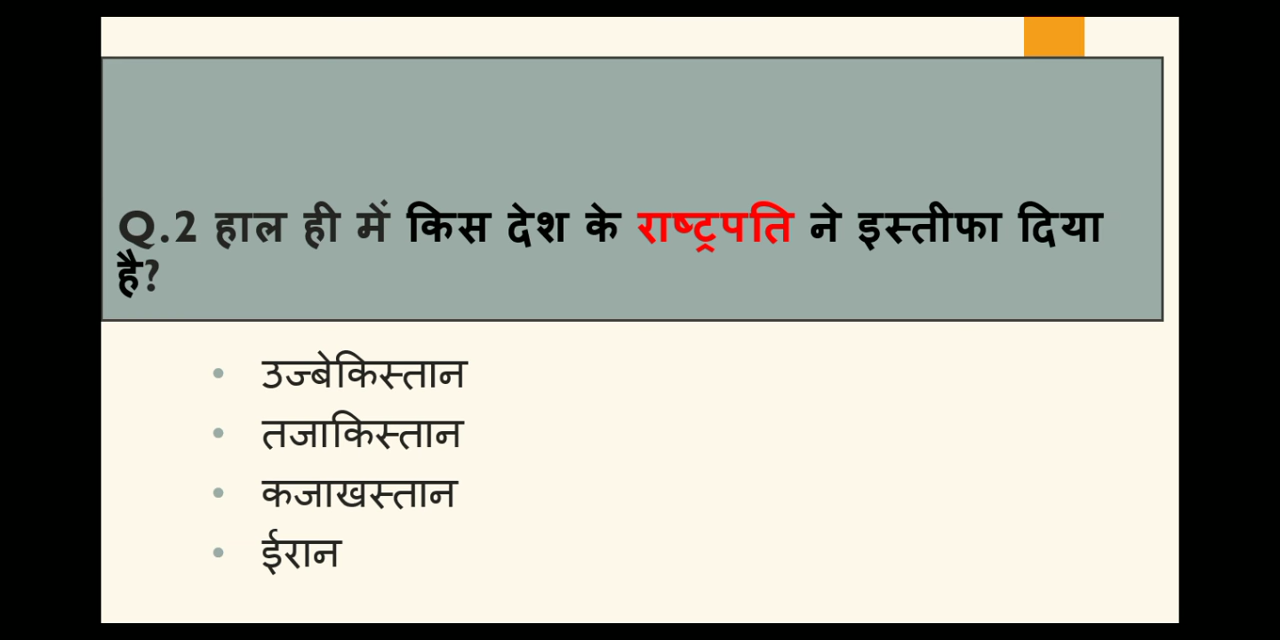 Q.2 हाल ही में किस देश के राष्ट्रपति ने इस्तीफा दिया
है?
• उज्बेकिस्तान
• तजाकिस्तान
• कजाखस्तान
• ईरान